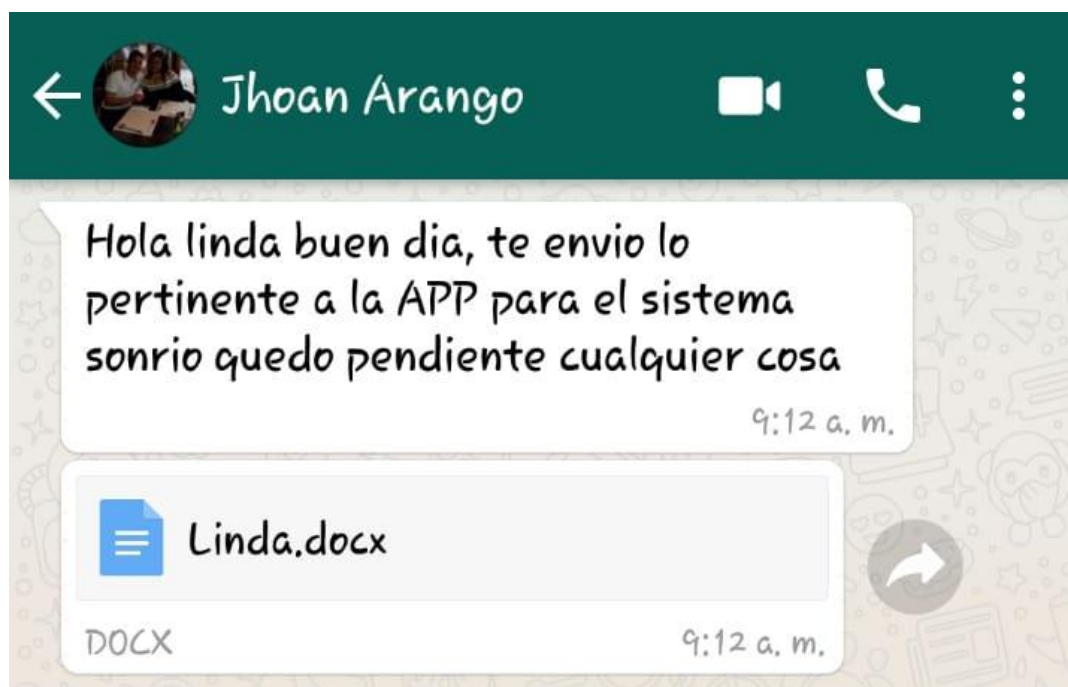 Jhoan Arango
Hola linda buen dia, te envio lo
pertinente a la APP para el sistema
sonrio quedo pendiente cualquier cosa
9:12 a. m.
Linda.docx
DOCX 9:12 a. m.